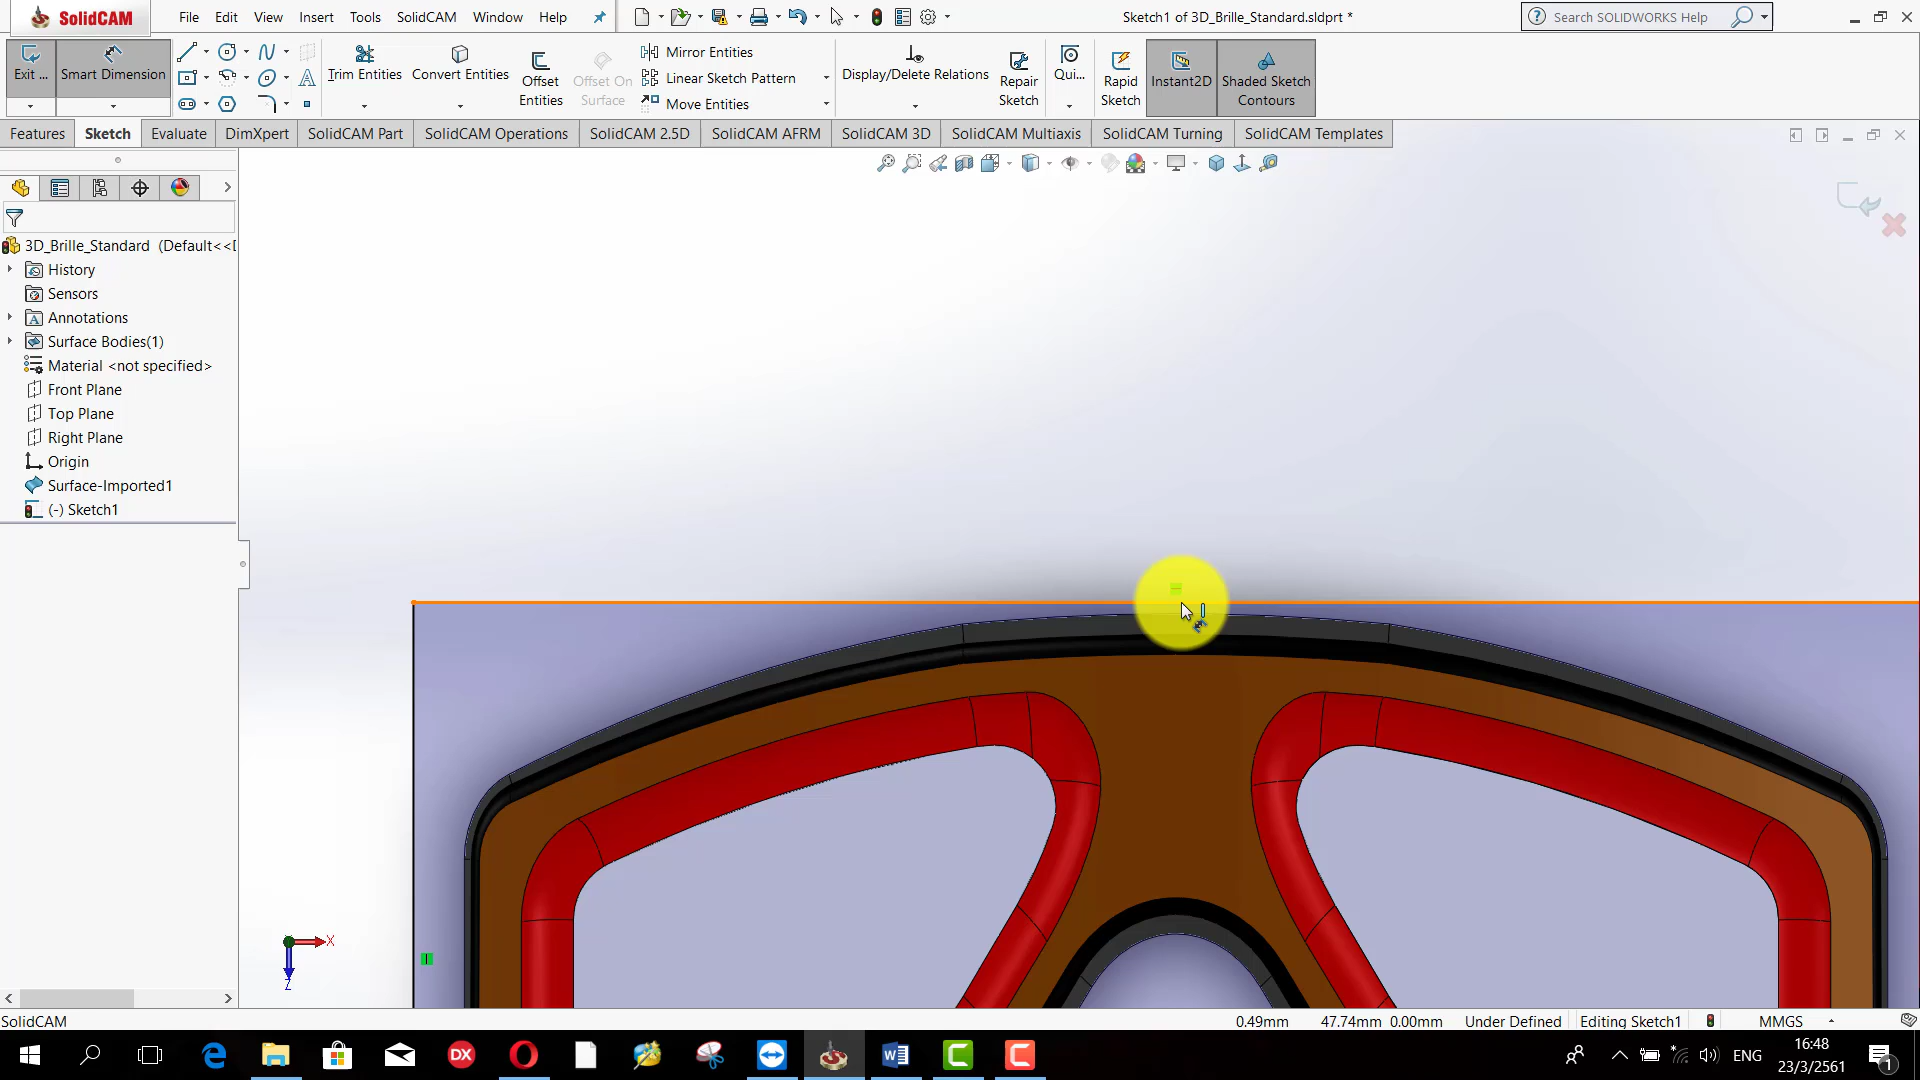 SolidCAM File Edit View Insert Tools SolidCAM Window Help Sketch1 of 3D_Brille_Standard.sldprt * Search SOLIDWORKS Help
Exit ... Smart Dimension Trim Entities Convert Entities Offset Entities Offset On Surface Mirror Entities Linear Sketch Pattern Move Entities Display/Delete Relations Repair Sketch Qui... Rapid Sketch Instant2D Shaded Sketch Contours
Features Sketch Evaluate DimXpert SolidCAM Part SolidCAM Operations SolidCAM 2.5D SolidCAM AFRM SolidCAM 3D SolidCAM Multiaxis SolidCAM Turning SolidCAM Templates
3D_Brille_Standard (Default<<D
History
Sensors
Annotations
Surface Bodies(1)
Material <not specified>
Front Plane
Top Plane
Right Plane
Origin
Surface-Imported1
(-) Sketch1
X
Z
SolidCAM 0.49mm 47.74mm 0.00mm Under Defined Editing Sketch1 MMGS
DX ENG 16:48
23/3/2561 1